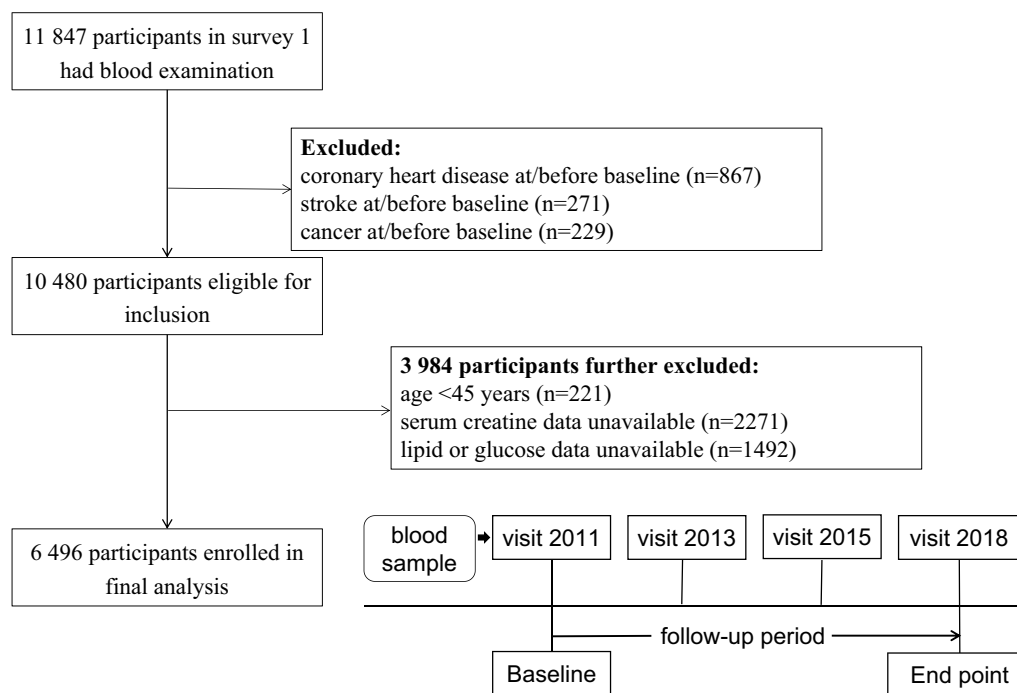 11 847 participants in survey 1
had blood examination
Excluded:
coronary heart disease at/before baseline (n=867)
stroke at/before baseline (n=271)
cancer at/before baseline (n=229)
10 480 participants eligible for
inclusion
3 984 participants further excluded:
age <45 years (n=221)
serum creatine data unavailable (n=2271)
lipid or glucose data unavailable (n=1492)
6 496 participants enrolled in
final analysis
blood
sample
visit 2011
visit 2013
visit 2015
visit 2018
follow-up period
Baseline
End point